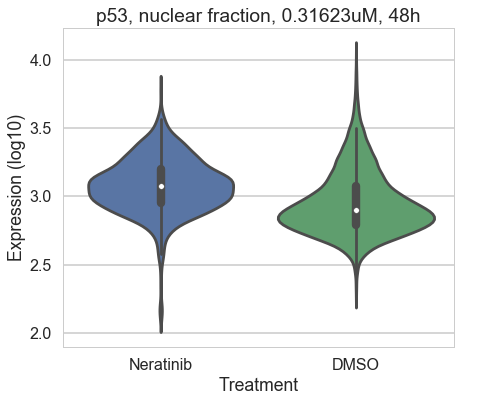 p53, nuclear fraction, 0.31623uM, 48h
Expression (log10)
4.0
3.5
3.0
2.5
2.0
Neratinib DMSO
Treatment